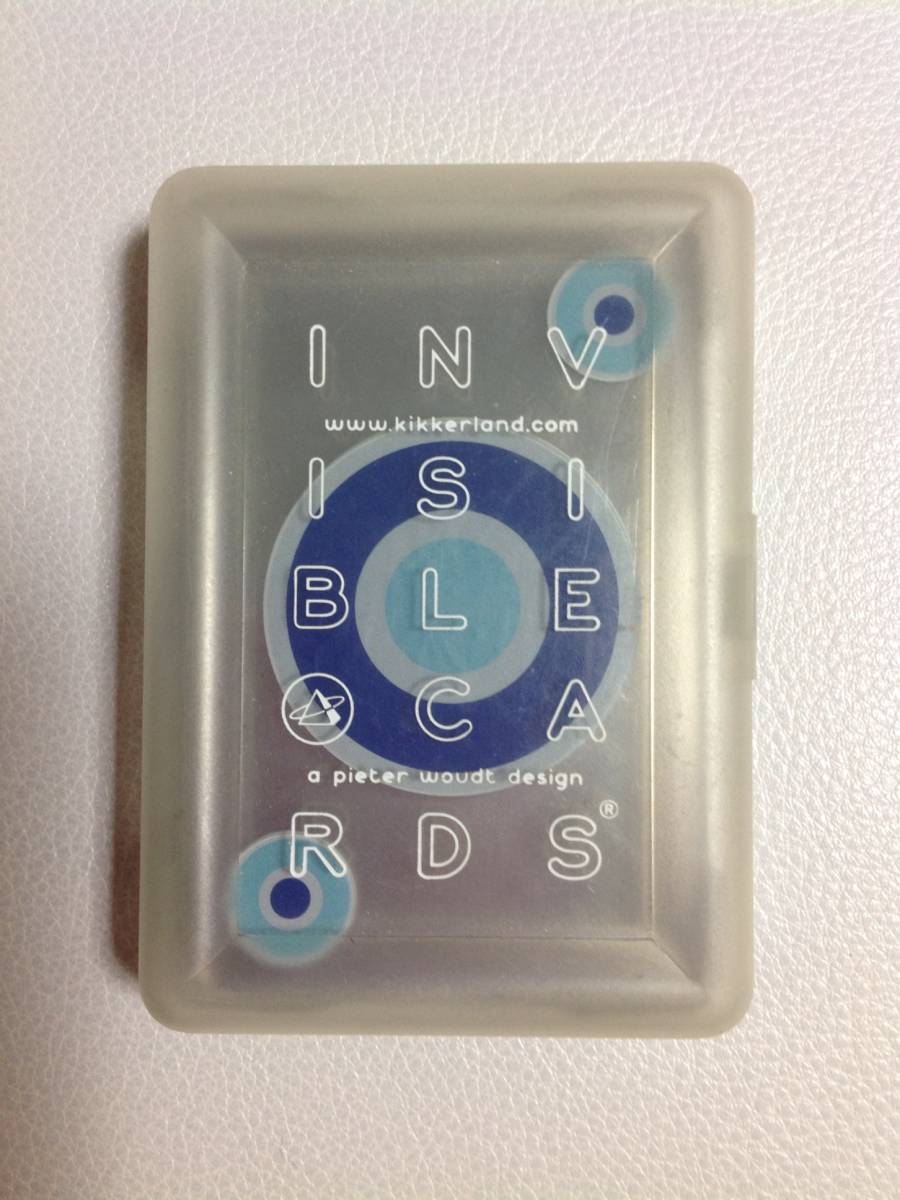 I N V
www.kikkerland.com
I S I
B L E
C A
a pieter woudt design
R D S®